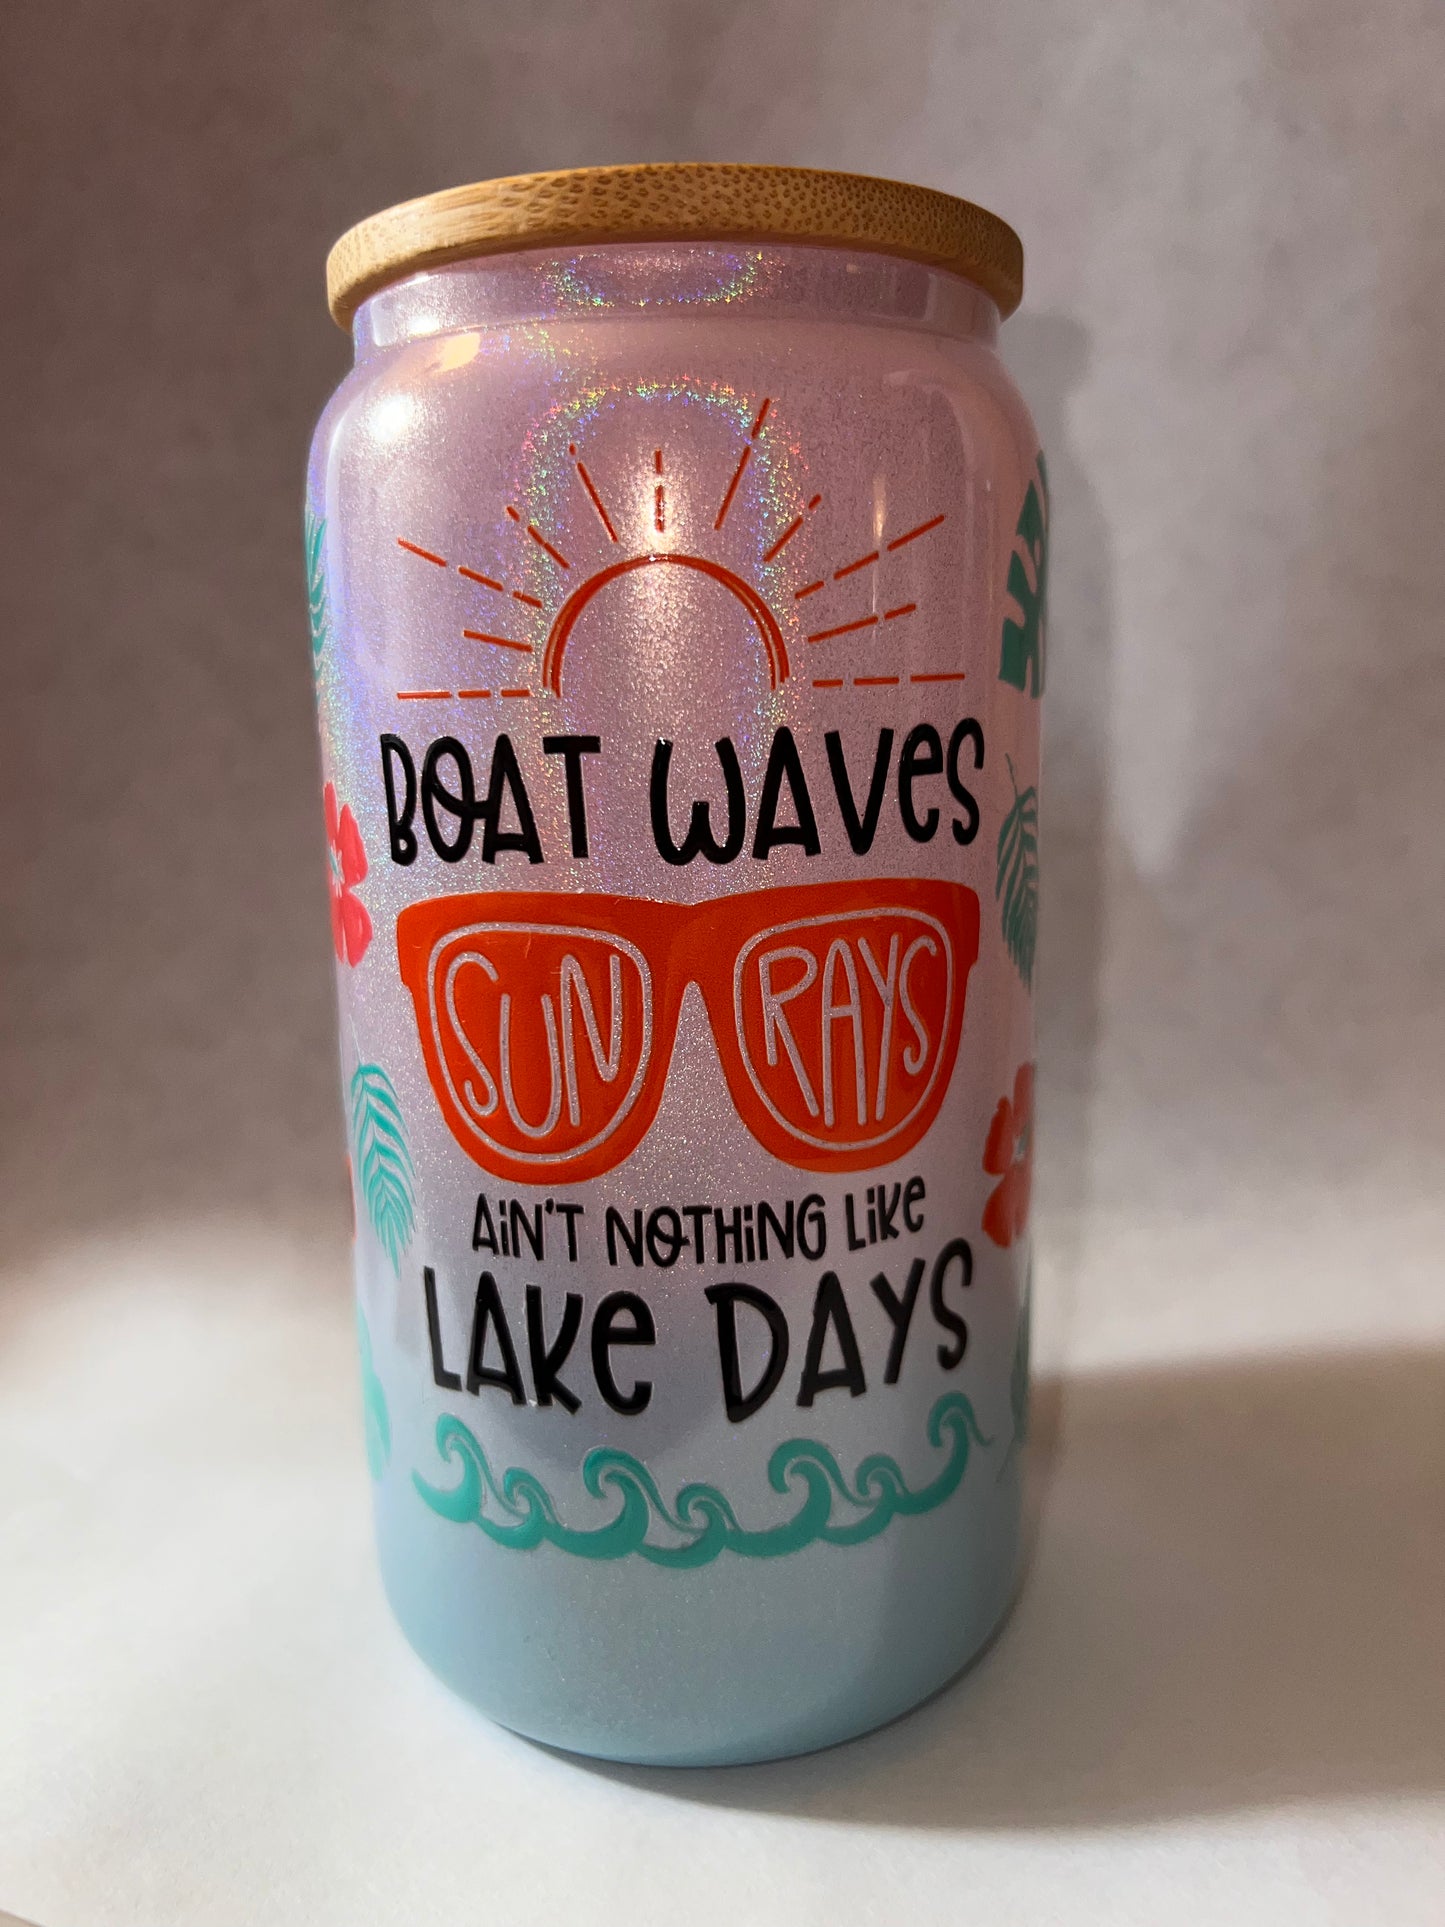 BOAT WAVES
SUN RAYS
AIN'T NOTHING LIKE
LAKE DAYS